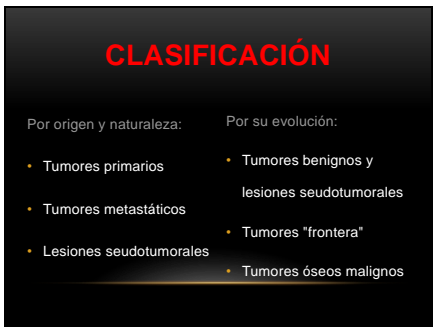 CLASIFICACIÓN
Por origen y naturaleza:
• Tumores primarios
• Tumores metastáticos
• Lesiones seudotumorales
Por su evolución:
• Tumores benignos y
lesiones seudotumorales
• Tumores "frontera"
• Tumores óseos malignos